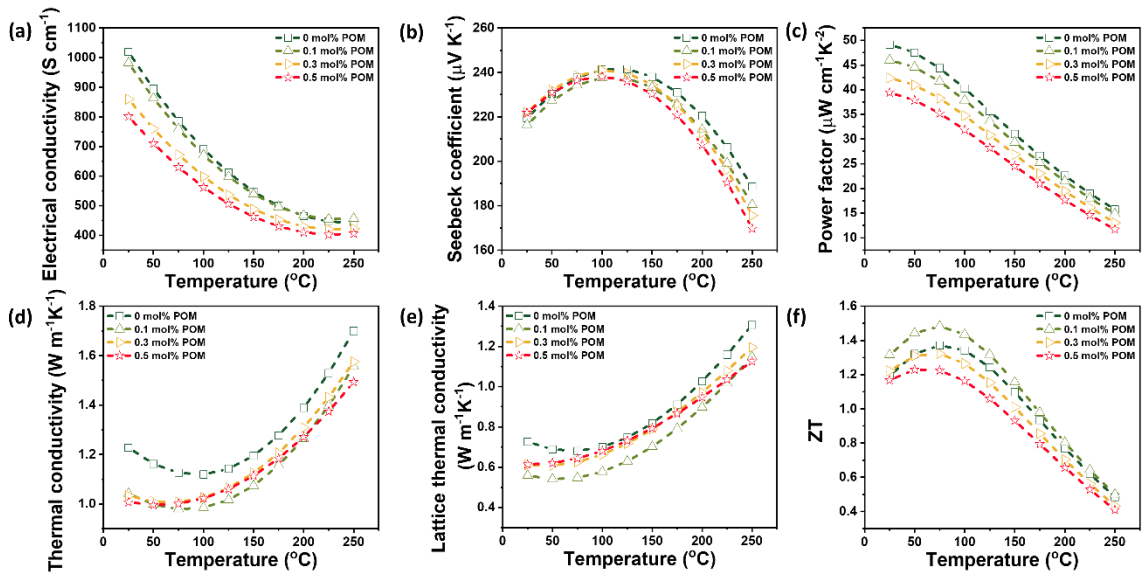 (a)
Electrical conductivity (S cm⁻¹)
1100
1000
900
800
700
600
500
400
0 mol% POM
0.1 mol% POM
0.3 mol% POM
0.5 mol% POM
0 50 100 150 200 250
Temperature (°C)
(b)
Seebeck coefficient (μV K⁻¹)
260
240
220
200
180
160
0 mol% POM
0.1 mol% POM
0.3 mol% POM
0.5 mol% POM
0 50 100 150 200 250
Temperature (°C)
(c)
Power factor (μW cm⁻¹K⁻²)
50
45
40
35
30
25
20
15
10
0 mol% POM
0.1 mol% POM
0.3 mol% POM
0.5 mol% POM
0 50 100 150 200 250
Temperature (°C)
(d)
Thermal conductivity (W m⁻¹K⁻¹)
1.8
1.6
1.4
1.2
1.0
0 mol% POM
0.1 mol% POM
0.3 mol% POM
0.5 mol% POM
0 50 100 150 200 250
Temperature (°C)
(e)
Lattice thermal conductivity
(W m⁻¹K⁻¹)
1.4
1.2
1.0
0.8
0.6
0.4
0.2
0 mol% POM
0.1 mol% POM
0.3 mol% POM
0.5 mol% POM
0 50 100 150 200 250
Temperature (°C)
(f)
ZT
1.6
1.4
1.2
1.0
0.8
0.6
0.4
0 mol% POM
0.1 mol% POM
0.3 mol% POM
0.5 mol% POM
0 50 100 150 200 250
Temperature (°C)